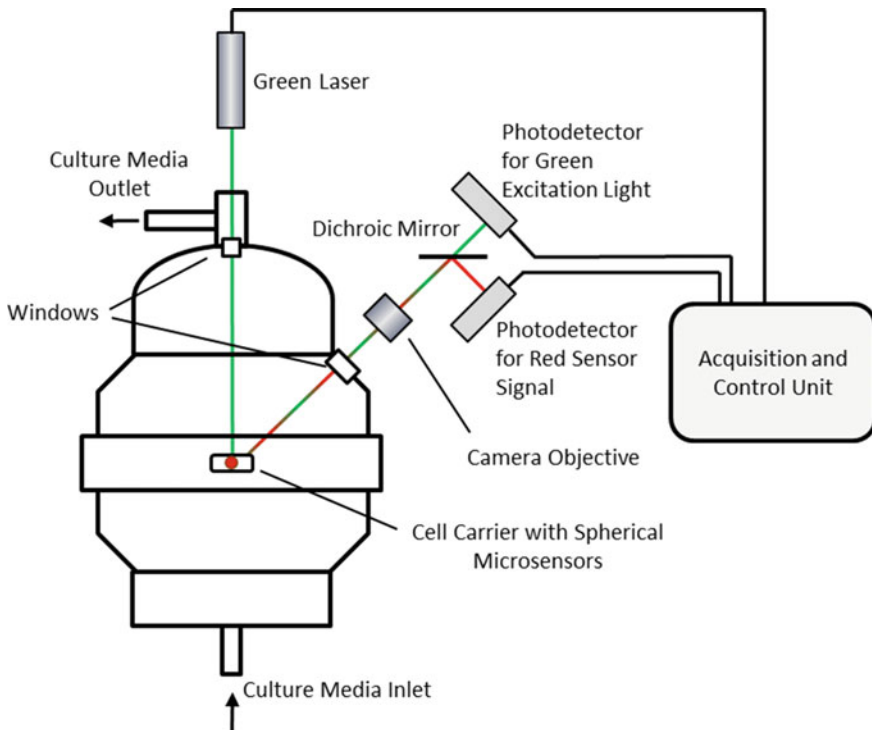 Green Laser
Culture Media
Outlet
Photodetector
for Green
Excitation Light
Dichroic Mirror
Windows
Photodetector
for Red Sensor
Signal
Acquisition and
Control Unit
Camera Objective
Cell Carrier with Spherical
Microsensors
Culture Media Inlet